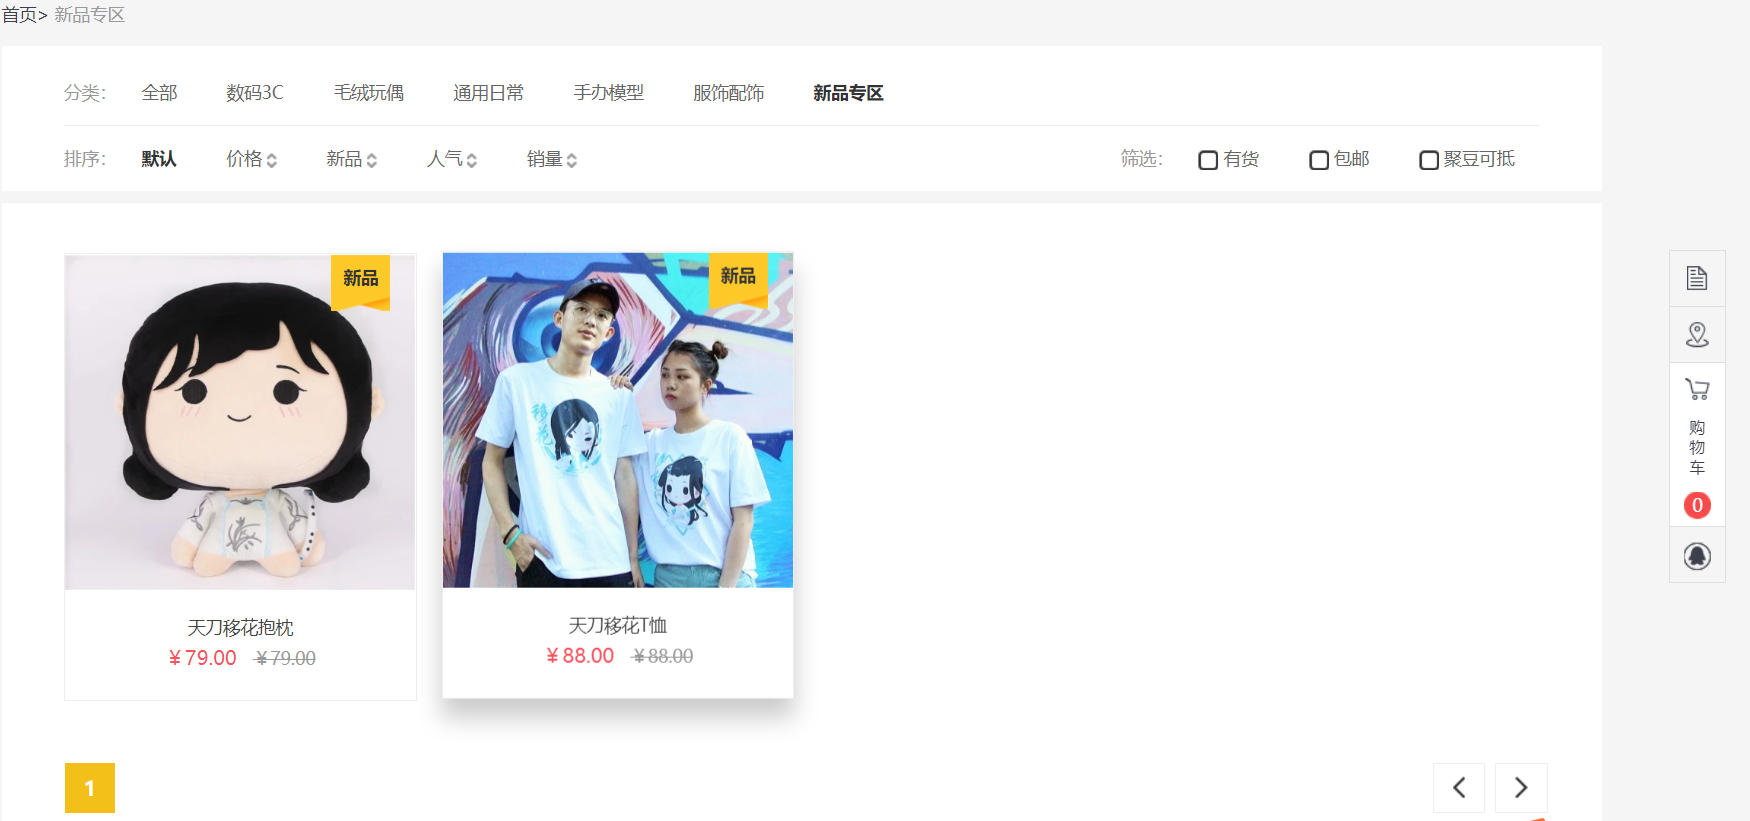 首页> 新品专区
分类： 全部 数码3C 毛绒玩偶 通用日常 手办模型 服饰配饰 新品专区
排序： 默认 价格 新品 人气 销量 筛选： 有货 包邮 聚豆可抵
新品
新品
移花
天刀移花抱枕
¥79.00 ¥79.00
天刀移花T恤
¥88.00 ¥88.00
购物车
0
1